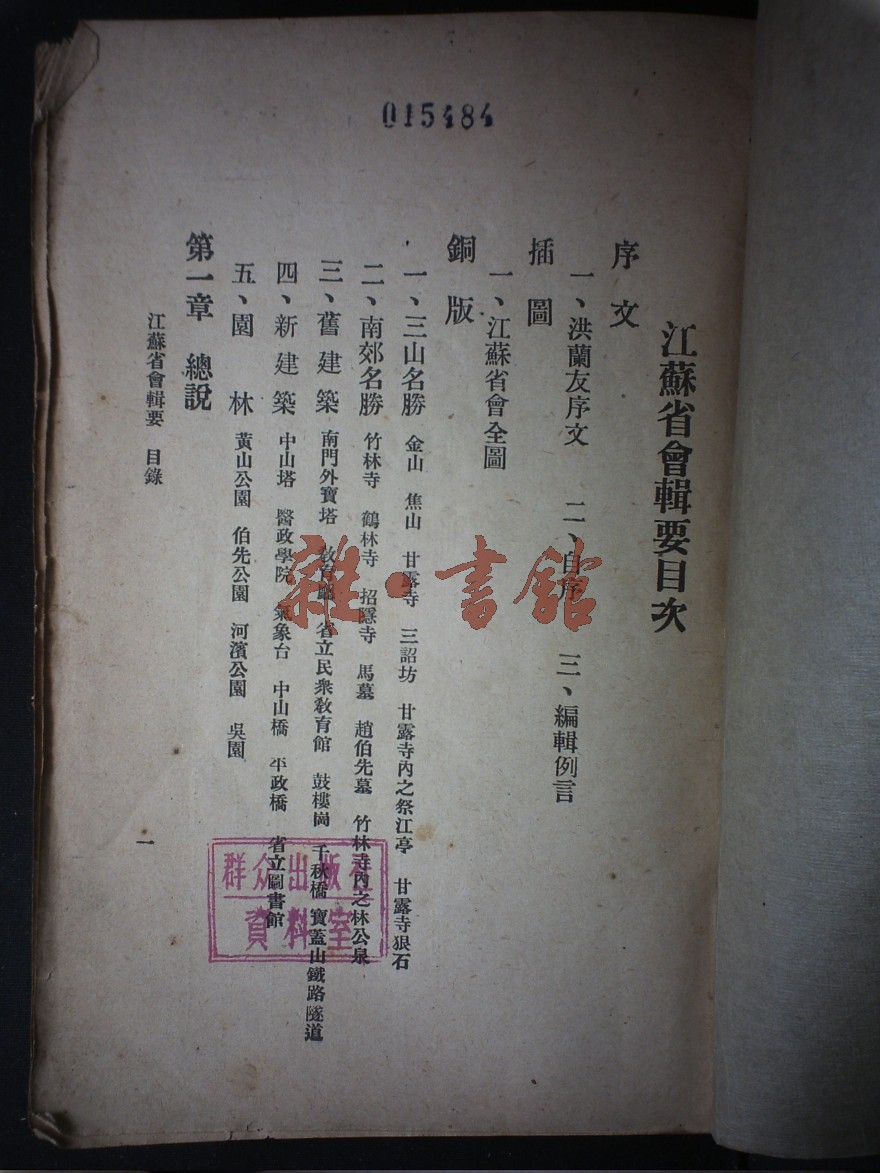 015484
江蘇省會輯要目次
序文
一、洪蘭友序文 二、自序 三、編輯例言
插圖
一、江蘇省會全圖
銅版
一、三山名勝 金山 焦山 甘露寺 三詔坊 甘露寺內之祭江亭 甘露寺狠石
二、南郊名勝 竹林寺 鶴林寺 招隱寺 馬墓 趙伯先墓 竹林寺內之林公泉
三、舊建築 南門外寶塔 教育廳 省立民衆敎育館 鼓樓崗 千秋橋 寶蓋山鐵路隧道
四、新建築 中山塔 醫政學院 氣象台 中山橋 平政橋 省立圖書館
五、園林 黃山公園 伯先公園 河濱公園 吳園
第一章 總說
江蘇省會輯要 目錄
一
雜·書館
群众出版社
資料室